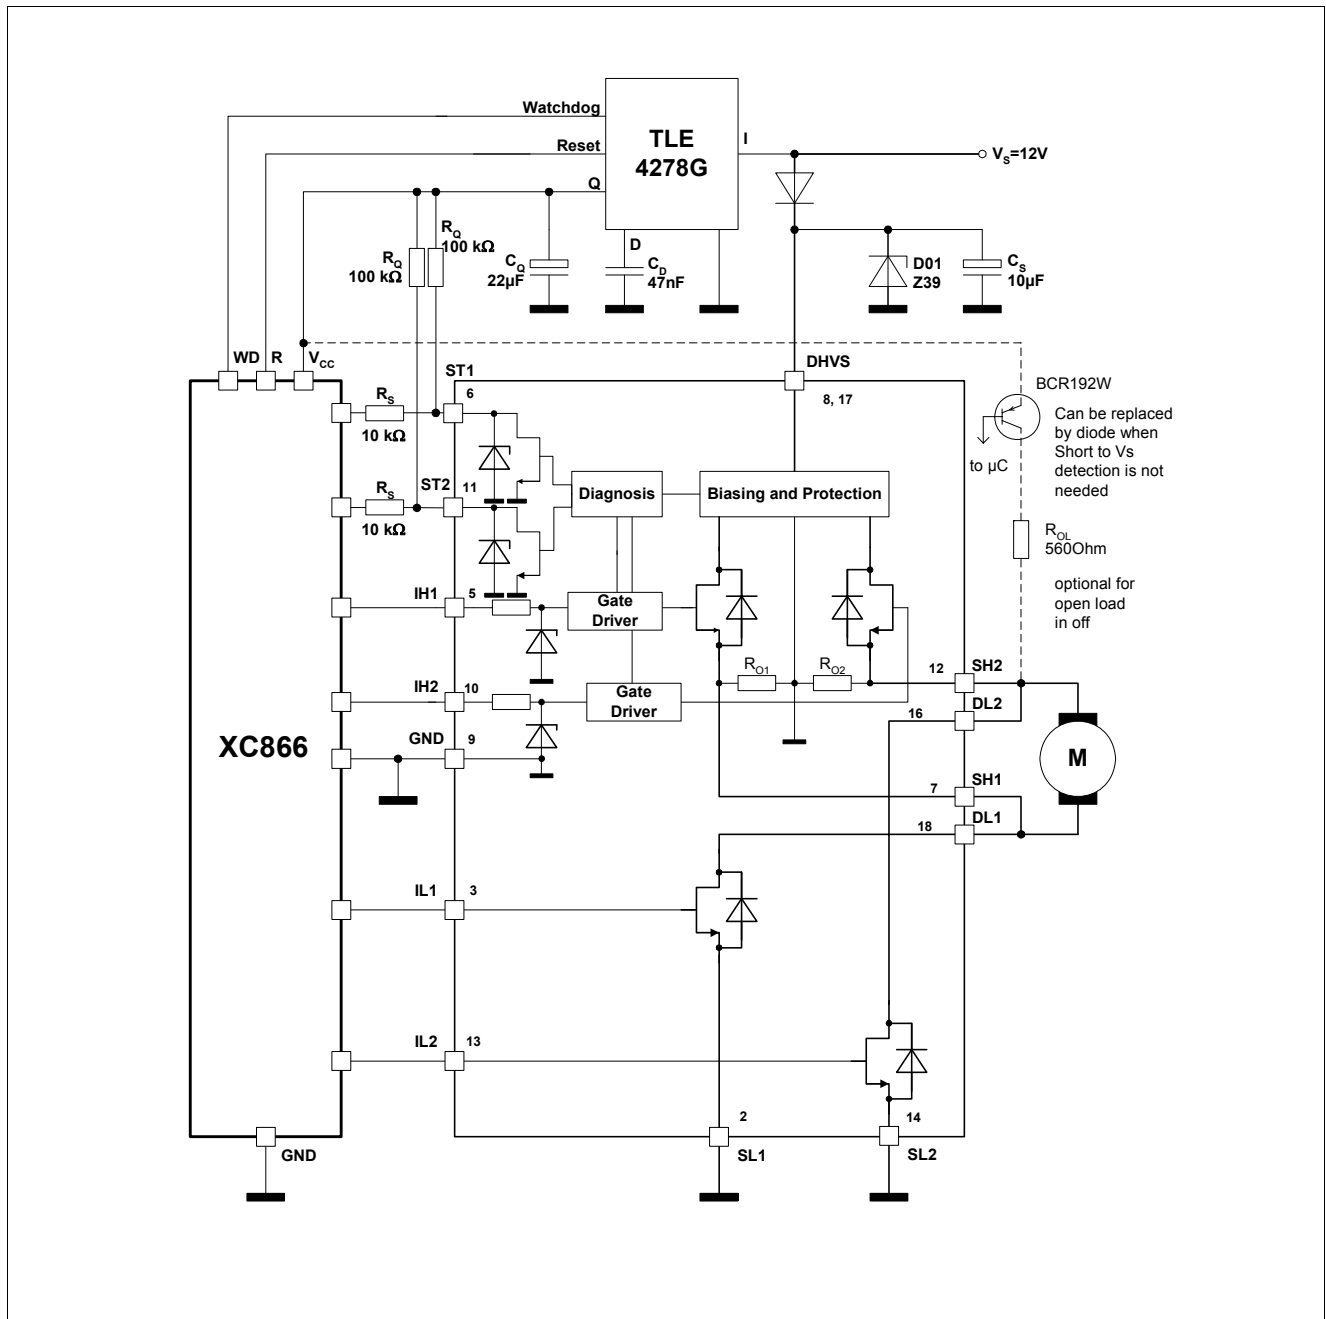 Watchdog
TLE
4278G
I
Reset
V_S=12V
Q
R_Q
100 kΩ
R_Q
100 kΩ
D
C_Q
22µF
C_D
47nF
D01
Z39
C_S
10µF
WD R V_CC
ST1
DHVS
6
8, 17
BCR192W
R_S
10 kΩ
Can be replaced
by diode when
Short to Vs
detection is not
needed
to µC
ST2
11
R_S
10 kΩ
Diagnosis
Biasing and Protection
R_OL
560Ohm
optional for
open load
in off
IH1
5
Gate
Driver
R_O1
R_O2
12
SH2
IH2
10
Gate
Driver
16
DL2
XC866
GND
9
M
7
SH1
18
DL1
IL1
3
IL2
13
2
14
GND
SL1
SL2